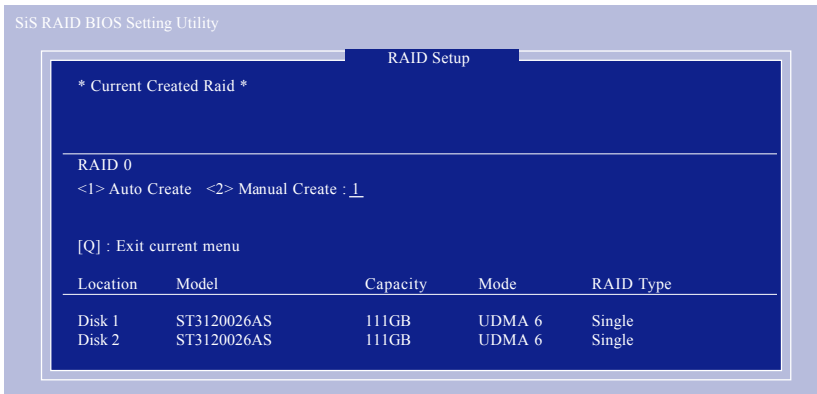 SiS RAID BIOS Setting Utility
RAID Setup
* Current Created Raid *
RAID 0
<1> Auto Create <2> Manual Create : 1
[Q] : Exit current menu
Location Model Capacity Mode RAID Type
Disk 1 ST3120026AS 111GB UDMA 6 Single
Disk 2 ST3120026AS 111GB UDMA 6 Single